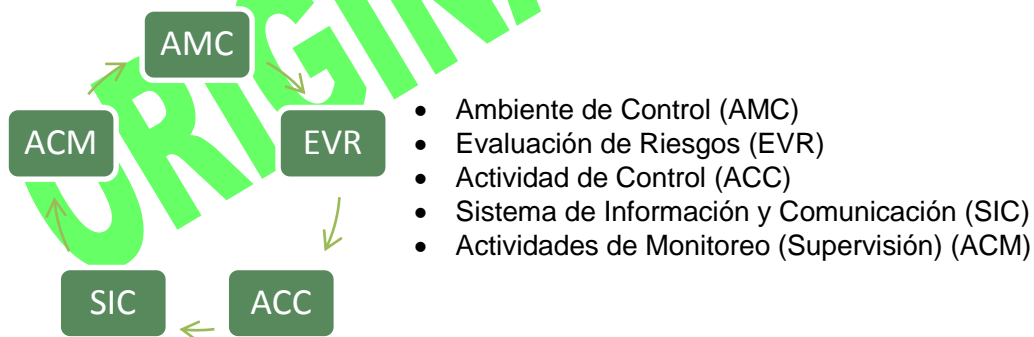 AMC
EVR
ACC
SIC
ACM
• Ambiente de Control (AMC)
• Evaluación de Riesgos (EVR)
• Actividad de Control (ACC)
• Sistema de Información y Comunicación (SIC)
• Actividades de Monitoreo (Supervisión) (ACM)